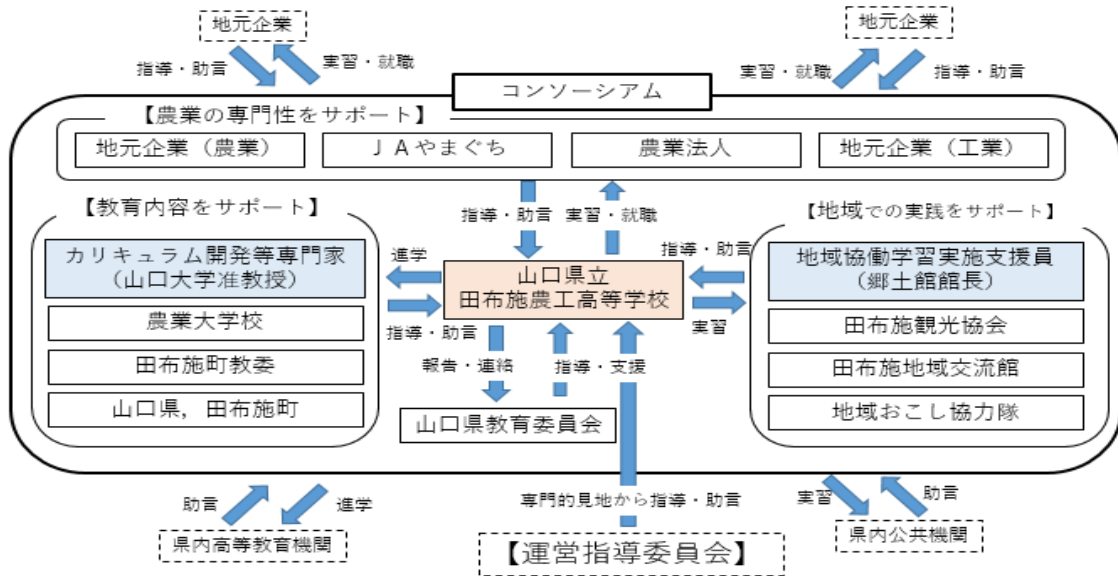 地元企業
地元企業
指導・助言
実習・就職
実習・就職
指導・助言
コンソーシアム
【農業の専門性をサポート】
地元企業（農業）
ＪＡやまぐち
農業法人
地元企業（工業）
【教育内容をサポート】
指導・助言
実習・就職
【地域での実践をサポート】
カリキュラム開発等専門家
（山口大学准教授）
進学
山口県立
田布施農工高等学校
指導・助言
地域協働学習実施支援員
（郷土館館長）
農業大学校
指導・助言
実習
田布施観光協会
田布施町教委
報告・連絡
指導・支援
田布施地域交流館
山口県，田布施町
山口県教育委員会
地域おこし協力隊
助言
進学
専門的見地から指導・助言
実習
助言
県内高等教育機関
【運営指導委員会】
県内公共機関